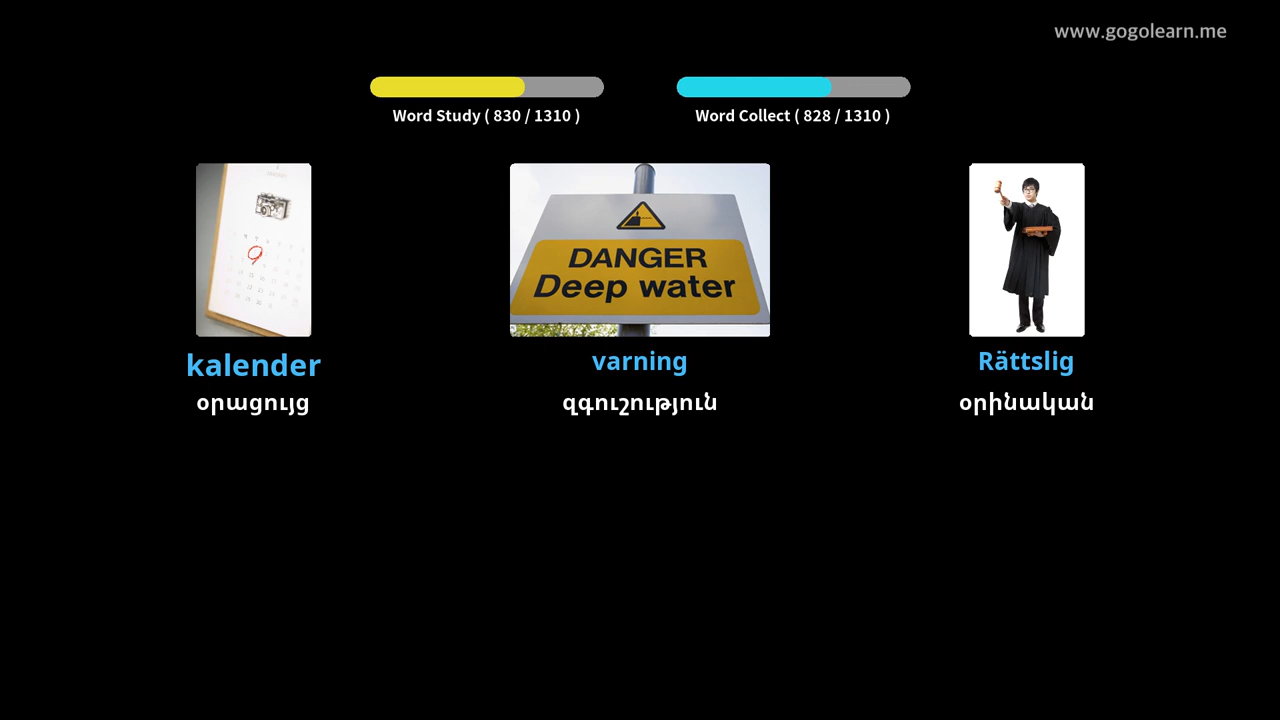 www.gogolearn.me
Word Study ( 830 / 1310 )
Word Collect ( 828 / 1310 )
DANGER
Deep water
kalender
varning
Rättslig
օրացույց
զգուշություն
օրինական